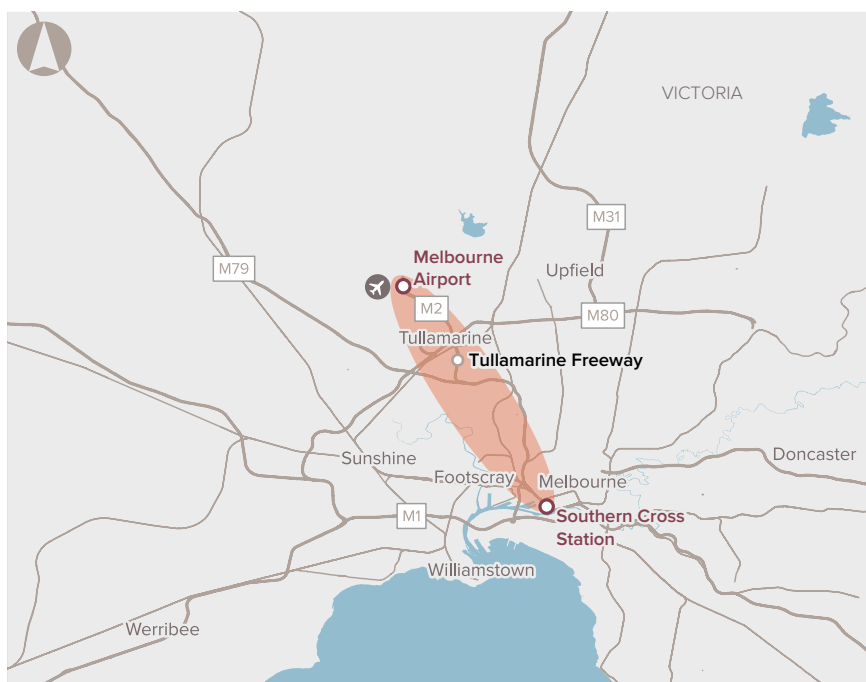 VICTORIA
M31
Melbourne
Airport
Upfield
M79
M2
M80
Tullamarine
Tullamarine Freeway
Sunshine
Doncaster
Footscray
Melbourne
M1
Southern Cross
Station
Williamstown
Werribee